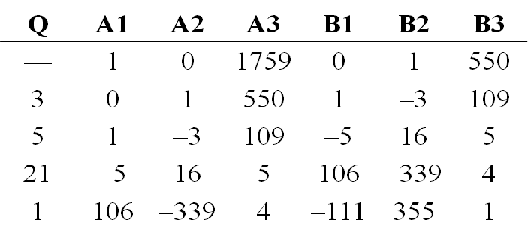 Q A1 A2 A3 B1 B2 B3
— 1 0 1759 0 1 550
3 0 1 550 1 –3 109
5 1 –3 109 –5 16 5
21 5 16 5 106 339 4
1 106 –339 4 –111 355 1